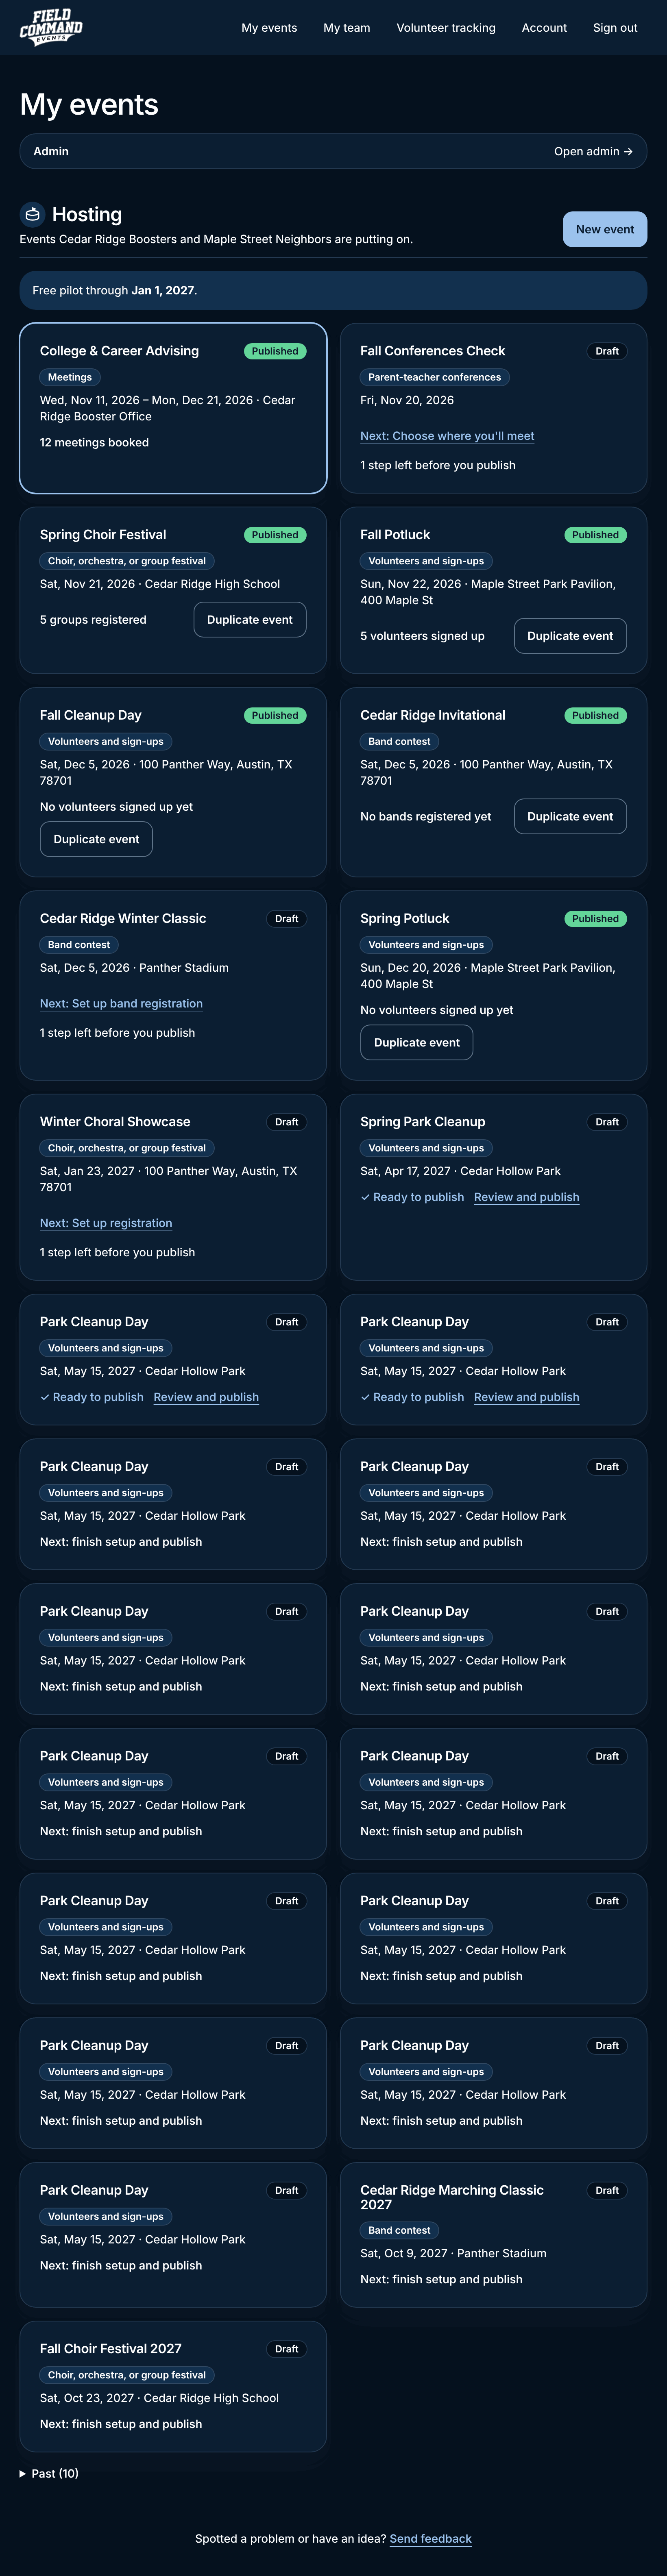 FIELD
COMMAND
EVENTS
My events
My team
Volunteer tracking
Account
Sign out
My events
Admin
Open admin →
Hosting
Events Cedar Ridge Boosters and Maple Street Neighbors are putting on.
New event
Free pilot through Jan 1, 2027.
College & Career Advising
Published
Meetings
Wed, Nov 11, 2026 – Mon, Dec 21, 2026 · Cedar
Ridge Booster Office
12 meetings booked
Fall Conferences Check
Draft
Parent-teacher conferences
Fri, Nov 20, 2026
Next: Choose where you'll meet
1 step left before you publish
Spring Choir Festival
Published
Choir, orchestra, or group festival
Sat, Nov 21, 2026 · Cedar Ridge High School
5 groups registered
Duplicate event
Fall Potluck
Published
Volunteers and sign-ups
Sun, Nov 22, 2026 · Maple Street Park Pavilion,
400 Maple St
5 volunteers signed up
Duplicate event
Fall Cleanup Day
Published
Volunteers and sign-ups
Sat, Dec 5, 2026 · 100 Panther Way, Austin, TX
78701
No volunteers signed up yet
Duplicate event
Cedar Ridge Invitational
Published
Band contest
Sat, Dec 5, 2026 · 100 Panther Way, Austin, TX
78701
No bands registered yet
Duplicate event
Cedar Ridge Winter Classic
Draft
Band contest
Sat, Dec 5, 2026 · Panther Stadium
Next: Set up band registration
1 step left before you publish
Spring Potluck
Published
Volunteers and sign-ups
Sun, Dec 20, 2026 · Maple Street Park Pavilion,
400 Maple St
No volunteers signed up yet
Duplicate event
Winter Choral Showcase
Draft
Choir, orchestra, or group festival
Sat, Jan 23, 2027 · 100 Panther Way, Austin, TX
78701
Next: Set up registration
1 step left before you publish
Spring Park Cleanup
Draft
Volunteers and sign-ups
Sat, Apr 17, 2027 · Cedar Hollow Park
✓ Ready to publish
Review and publish
Park Cleanup Day
Draft
Volunteers and sign-ups
Sat, May 15, 2027 · Cedar Hollow Park
✓ Ready to publish
Review and publish
Park Cleanup Day
Draft
Volunteers and sign-ups
Sat, May 15, 2027 · Cedar Hollow Park
✓ Ready to publish
Review and publish
Park Cleanup Day
Draft
Volunteers and sign-ups
Sat, May 15, 2027 · Cedar Hollow Park
Next: finish setup and publish
Park Cleanup Day
Draft
Volunteers and sign-ups
Sat, May 15, 2027 · Cedar Hollow Park
Next: finish setup and publish
Park Cleanup Day
Draft
Volunteers and sign-ups
Sat, May 15, 2027 · Cedar Hollow Park
Next: finish setup and publish
Park Cleanup Day
Draft
Volunteers and sign-ups
Sat, May 15, 2027 · Cedar Hollow Park
Next: finish setup and publish
Park Cleanup Day
Draft
Volunteers and sign-ups
Sat, May 15, 2027 · Cedar Hollow Park
Next: finish setup and publish
Park Cleanup Day
Draft
Volunteers and sign-ups
Sat, May 15, 2027 · Cedar Hollow Park
Next: finish setup and publish
Park Cleanup Day
Draft
Volunteers and sign-ups
Sat, May 15, 2027 · Cedar Hollow Park
Next: finish setup and publish
Park Cleanup Day
Draft
Volunteers and sign-ups
Sat, May 15, 2027 · Cedar Hollow Park
Next: finish setup and publish
Park Cleanup Day
Draft
Volunteers and sign-ups
Sat, May 15, 2027 · Cedar Hollow Park
Next: finish setup and publish
Park Cleanup Day
Draft
Volunteers and sign-ups
Sat, May 15, 2027 · Cedar Hollow Park
Next: finish setup and publish
Park Cleanup Day
Draft
Volunteers and sign-ups
Sat, May 15, 2027 · Cedar Hollow Park
Next: finish setup and publish
Cedar Ridge Marching Classic
2027
Draft
Band contest
Sat, Oct 9, 2027 · Panther Stadium
Next: finish setup and publish
Fall Choir Festival 2027
Draft
Choir, orchestra, or group festival
Sat, Oct 23, 2027 · Cedar Ridge High School
Next: finish setup and publish
Past (10)
Spotted a problem or have an idea? Send feedback